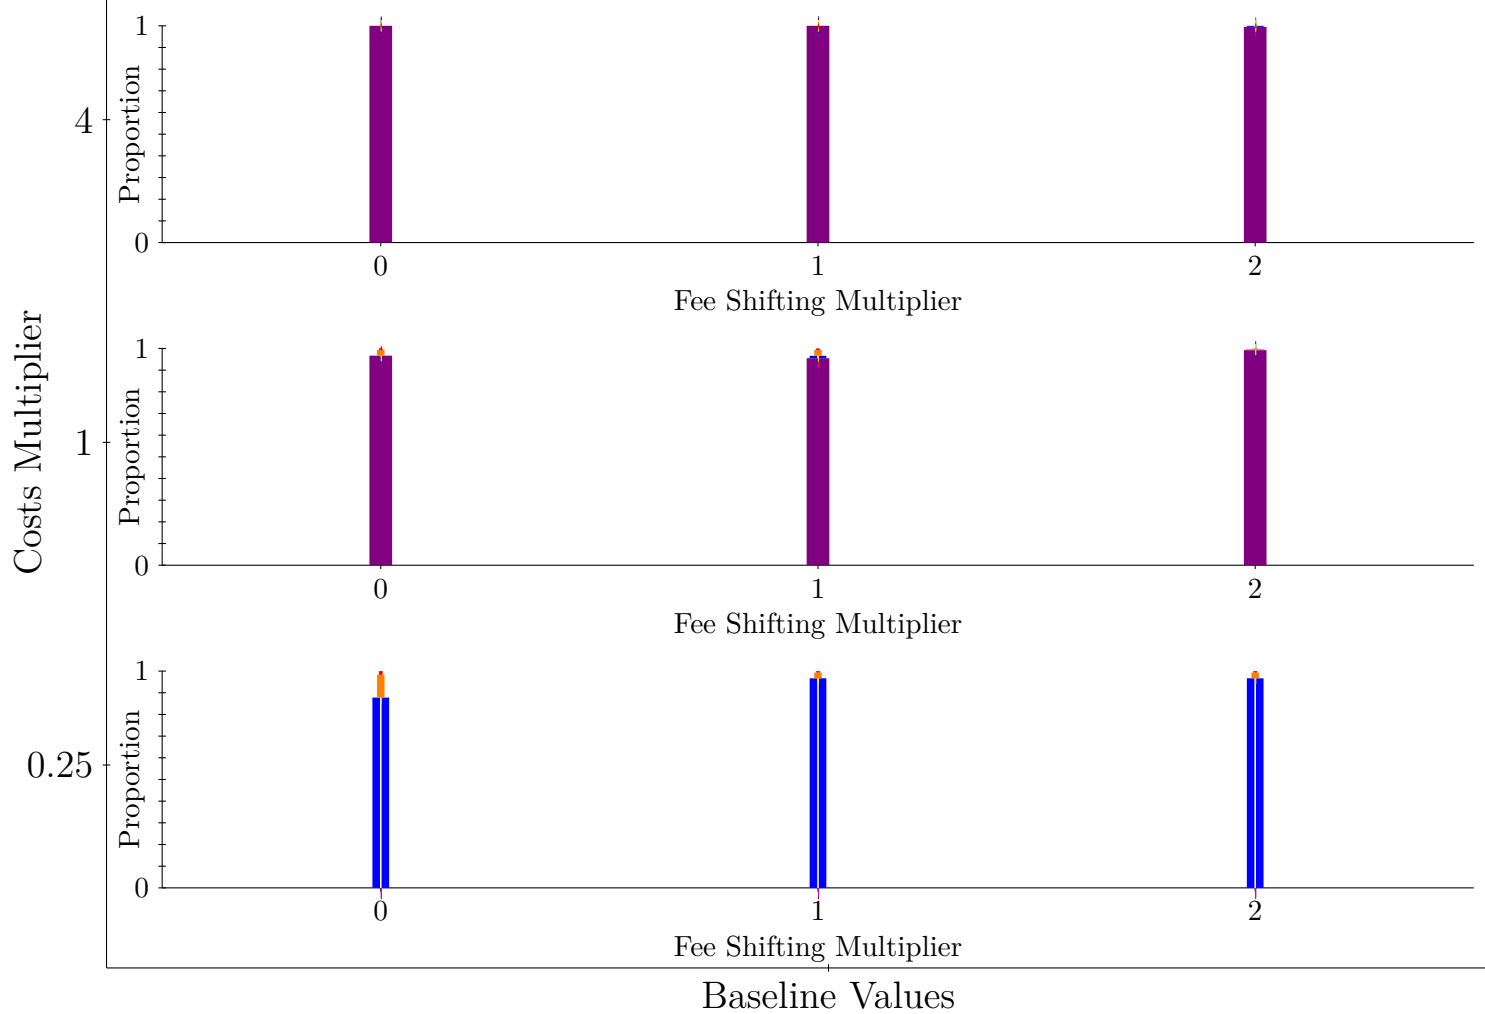 Costs Multiplier
4
Proportion
1
0
0 1 2
Fee Shifting Multiplier
1
Proportion
1
0
0 1 2
Fee Shifting Multiplier
0.25
Proportion
1
0
0 1 2
Fee Shifting Multiplier
Baseline Values